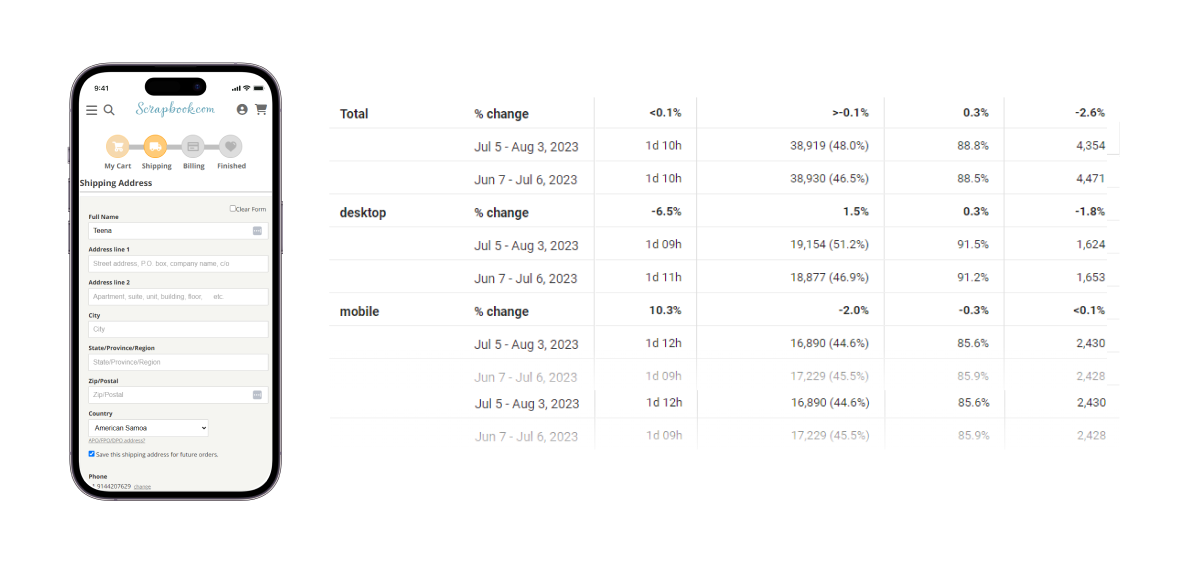 9:41
Scrapbook.com
My Cart Shipping Billing Finished
Shipping Address
Clear Form
Full Name
Teena
Address line 1
Street address, P.O. box, company name, c/o
Address line 2
Apartment, suite, unit, building, floor, etc.
City
City
State/Province/Region
State/Province/Region
Zip/Postal
Zip/Postal
Country
American Samoa
APO/FPO/DPO address?
Save this shipping address for future orders.
Phone
1 9144207629 change
Total % change <0.1% >-0.1% 0.3% -2.6%
Jul 5 - Aug 3, 2023 1d 10h 38,919 (48.0%) 88.8% 4,354
Jun 7 - Jul 6, 2023 1d 10h 38,930 (46.5%) 88.5% 4,471
desktop % change -6.5% 1.5% 0.3% -1.8%
Jul 5 - Aug 3, 2023 1d 09h 19,154 (51.2%) 91.5% 1,624
Jun 7 - Jul 6, 2023 1d 11h 18,877 (46.9%) 91.2% 1,653
mobile % change 10.3% -2.0% -0.3% <0.1%
Jul 5 - Aug 3, 2023 1d 12h 16,890 (44.6%) 85.6% 2,430
Jun 7 - Jul 6, 2023 1d 09h 17,229 (45.5%) 85.9% 2,428
Jul 5 - Aug 3, 2023 1d 12h 16,890 (44.6%) 85.6% 2,430
Jun 7 - Jul 6, 2023 1d 09h 17,229 (45.5%) 85.9% 2,428